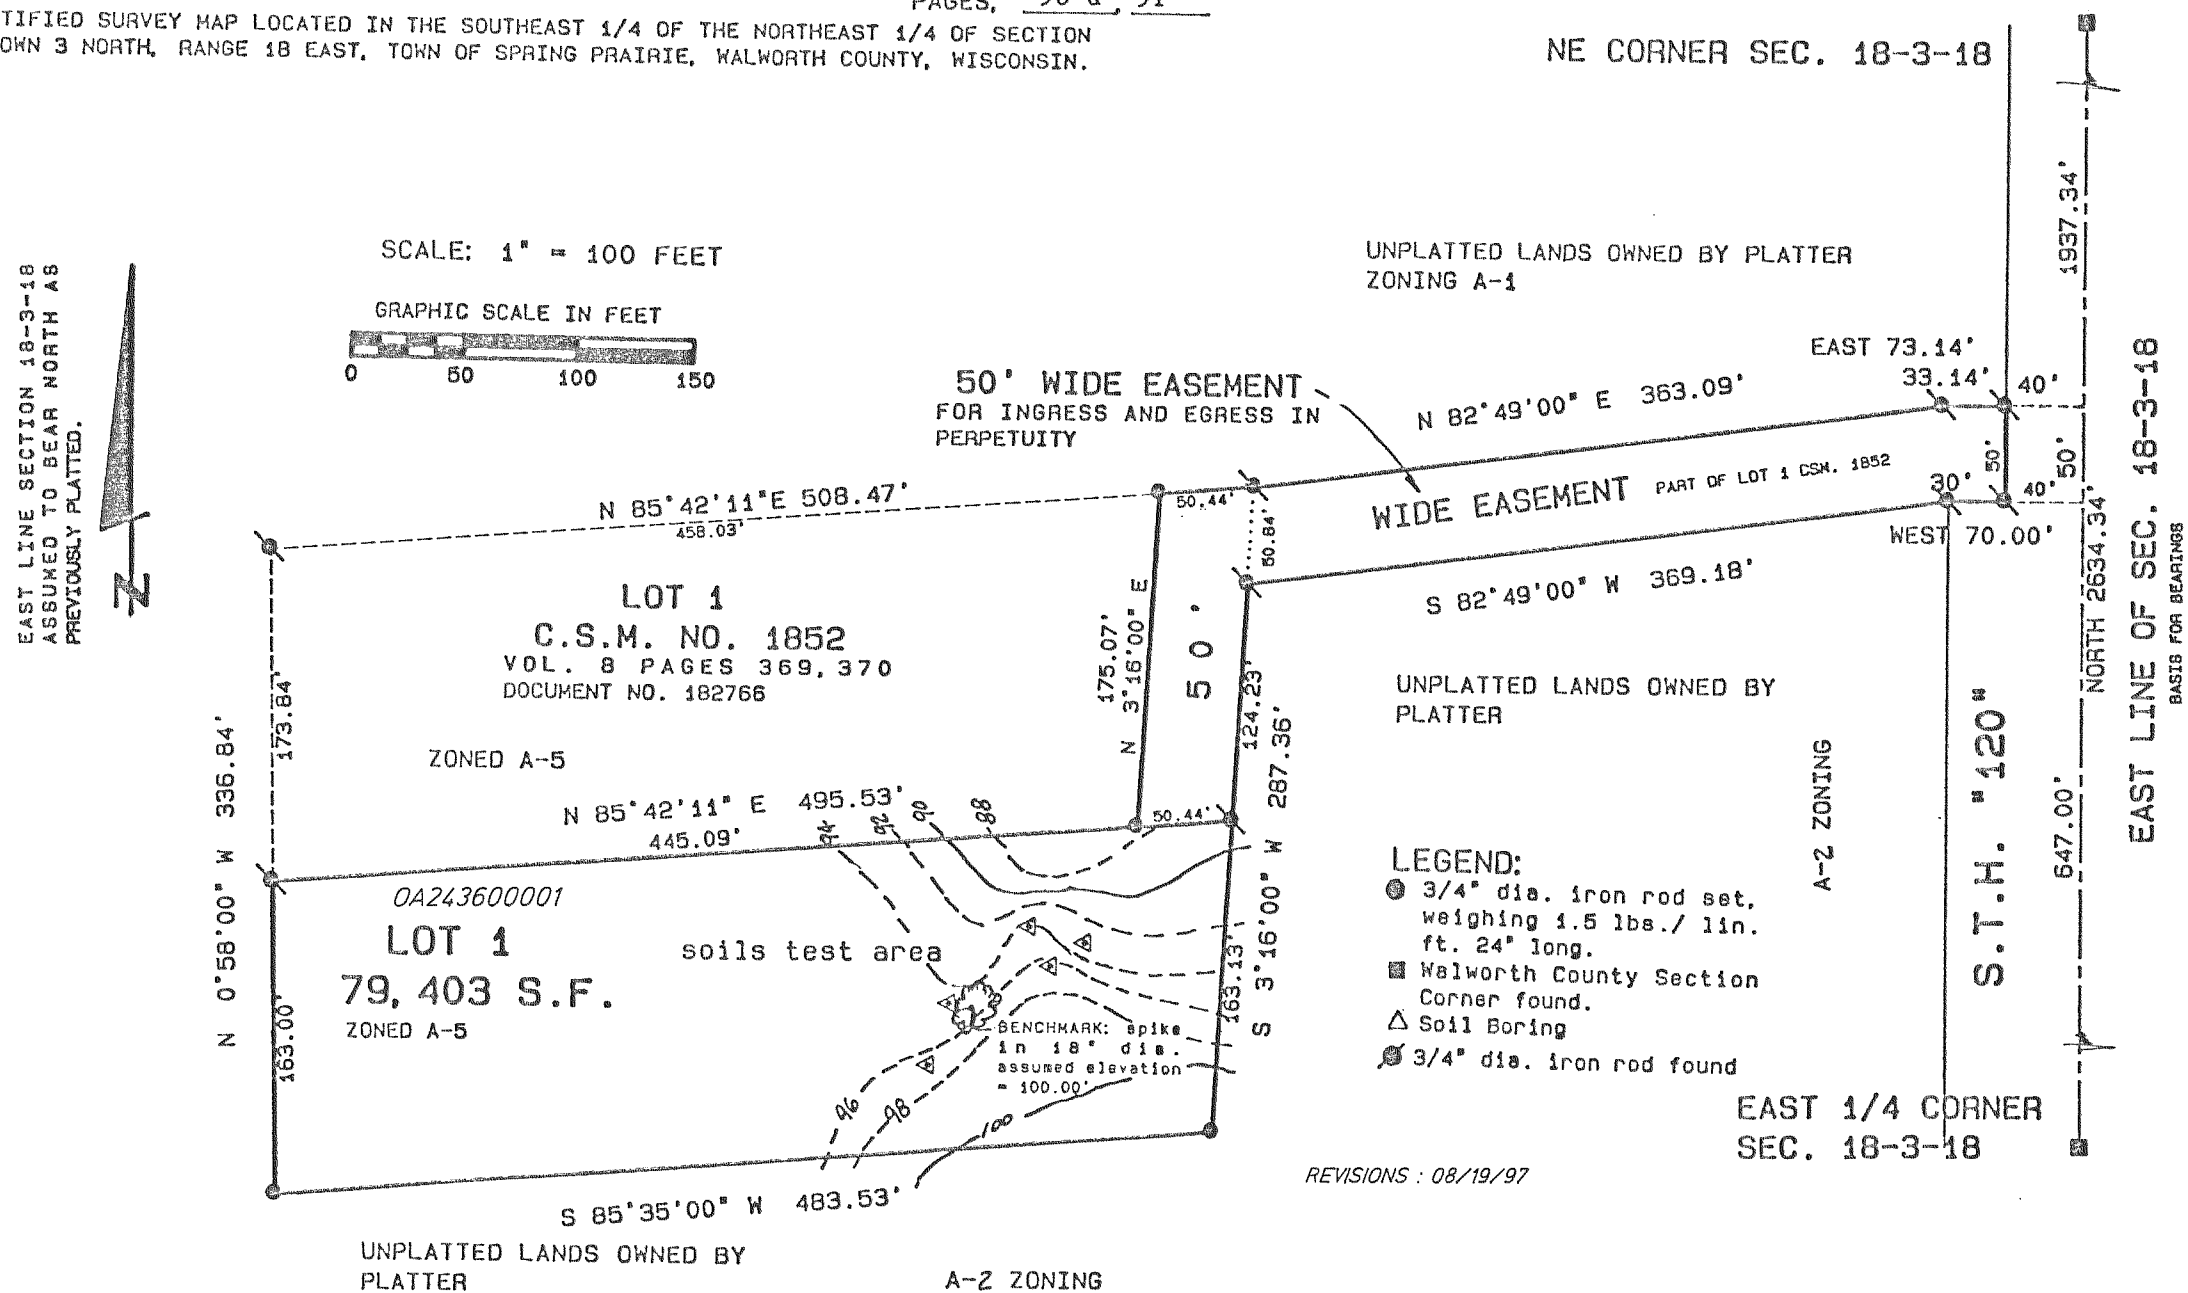 PAGES,
TIFIED SURVEY MAP LOCATED IN THE SOUTHEAST 1/4 OF THE NORTHEAST 1/4 OF SECTION
OWN 3 NORTH, RANGE 18 EAST, TOWN OF SPRING PRAIRIE, WALWORTH COUNTY, WISCONSIN.
NE CORNER SEC. 18-3-18
1937.34'
EAST LINE SECTION 18-3-18
ASSUMED TO BEAR NORTH AS
PREVIOUSLY PLATTED.
N
SCALE: 1" = 100 FEET
GRAPHIC SCALE IN FEET
0 50 100 150
UNPLATTED LANDS OWNED BY PLATTER
ZONING A-1
EAST 73.14'
33.14'
40'
50' WIDE EASEMENT
FOR INGRESS AND EGRESS IN
PERPETUITY
N 82°49'00" E 363.09'
WIDE EASEMENT PART OF LOT 1 CSM. 1852
30'
50'
50'
40'
WEST 70.00'
S 82°49'00" W 369.18'
NORTH 2634.34'
EAST LINE OF SEC. 18-3-18
BASIS FOR BEARINGS
N 85°42'11"E 508.47'
458.03'
50.44'
50.84'
LOT 1
C.S.M. NO. 1852
VOL. 8 PAGES 369,370
DOCUMENT NO. 182766
ZONED A-5
175.07'
N 3°16'00" E
50'
124.23'
S 3°16'00" W 287.36'
163.13'
UNPLATTED LANDS OWNED BY
PLATTER
A-2 ZONING
S.T.H. "120"
647.00'
N 0°58'00" W 336.84'
173.84'
163.00'
N 85°42'11" E 495.53'
445.09'
50.44'
94
92
90
88
OA243600001
LOT 1
79,403 S.F.
ZONED A-5
soils test area
BENCHMARK: spike
in 18" dia.
assumed elevation
= 100.00'
96
98
100
S 85°35'00" W 483.53'
UNPLATTED LANDS OWNED BY
PLATTER
A-2 ZONING
LEGEND:
3/4" dia. iron rod set,
weighing 1.5 lbs./ lin.
ft. 24" long.
Walworth County Section
Corner found.
Soil Boring
3/4" dia. iron rod found
EAST 1/4 CORNER
SEC. 18-3-18
REVISIONS : 08/19/97